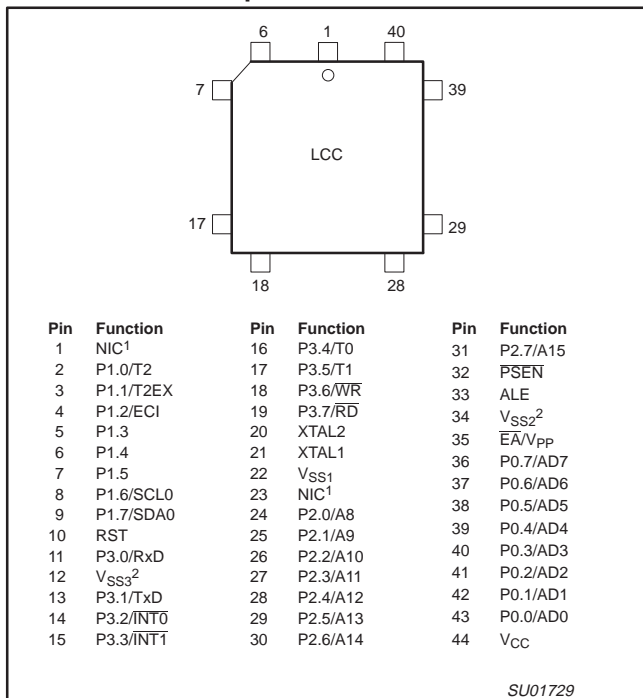 6 1 40
7 39
LCC
17 29
18 28
Pin Function
1 NIC¹
2 P1.0/T2
3 P1.1/T2EX
4 P1.2/ECI
5 P1.3
6 P1.4
7 P1.5
8 P1.6/SCL0
9 P1.7/SDA0
10 RST
11 P3.0/RxD
12 VSS3²
13 P3.1/TxD
14 P3.2/I̅N̅T̅0̅
15 P3.3/I̅N̅T̅1̅
Pin Function
16 P3.4/T0
17 P3.5/T1
18 P3.6/W̅R̅
19 P3.7/R̅D̅
20 XTAL2
21 XTAL1
22 VSS1
23 NIC¹
24 P2.0/A8
25 P2.1/A9
26 P2.2/A10
27 P2.3/A11
28 P2.4/A12
29 P2.5/A13
30 P2.6/A14
Pin Function
31 P2.7/A15
32 P̅S̅E̅N̅
33 ALE
34 VSS2²
35 E̅A̅/VPP
36 P0.7/AD7
37 P0.6/AD6
38 P0.5/AD5
39 P0.4/AD4
40 P0.3/AD3
41 P0.2/AD2
42 P0.1/AD1
43 P0.0/AD0
44 VCC
SU01729